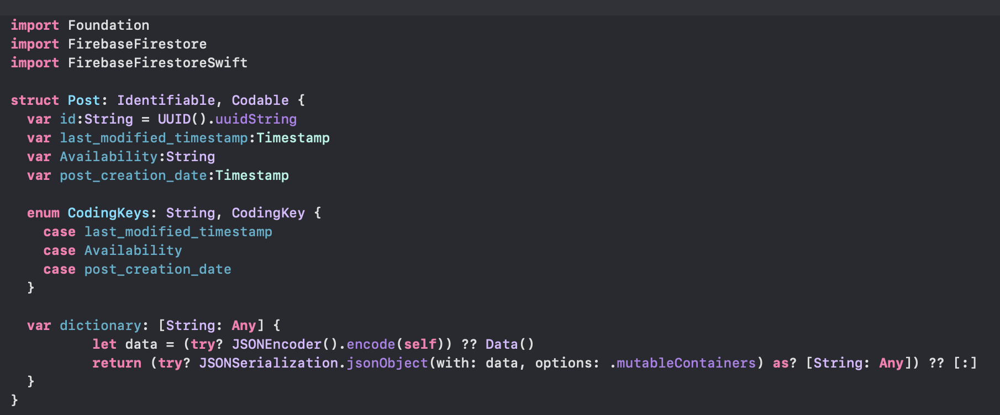 import Foundation
import FirebaseFirestore
import FirebaseFirestoreSwift
struct Post: Identifiable, Codable {
var id:String = UUID().uuidString
var last_modified_timestamp:Timestamp
var Availability:String
var post_creation_date:Timestamp
enum CodingKeys: String, CodingKey {
case last_modified_timestamp
case Availability
case post_creation_date
}
var dictionary: [String: Any] {
let data = (try? JSONEncoder().encode(self)) ?? Data()
return (try? JSONSerialization.jsonObject(with: data, options: .mutableContainers) as? [String: Any]) ?? [:]
}
}